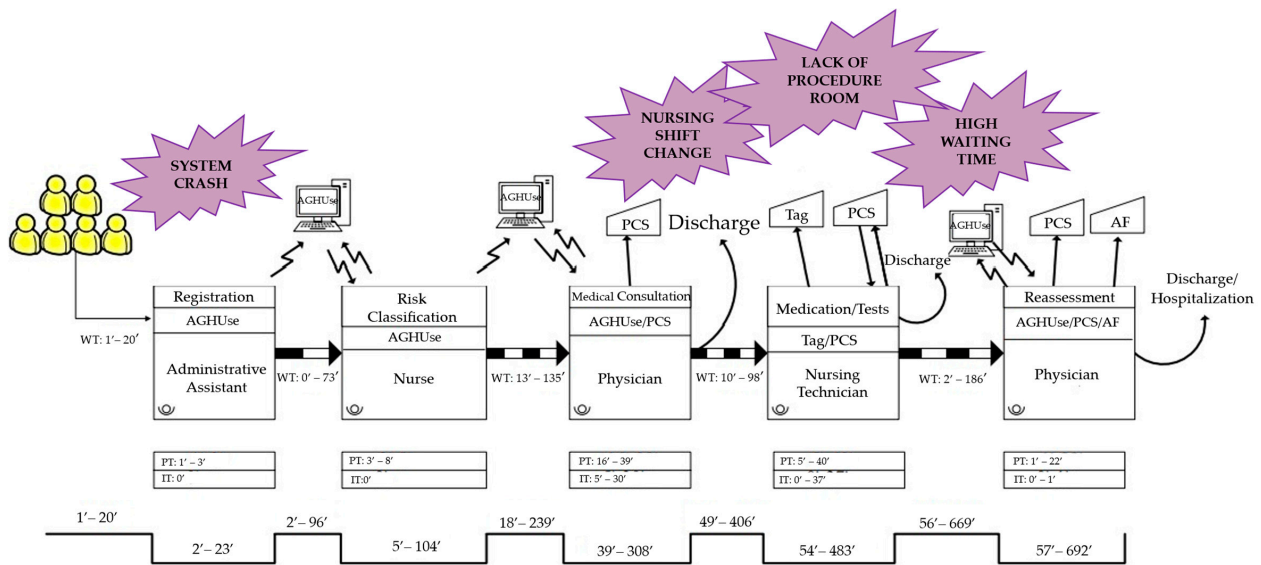 SYSTEM
CRASH
NURSING
SHIFT
CHANGE
LACK OF
PROCEDURE
ROOM
HIGH
WAITING
TIME
AGHUse
AGHUse
PCS
Discharge
Tag
PCS
Discharge
AGHUse
PCS
AF
Discharge/
Hospitalization
WT: 1′– 20′
Registration
AGHUse
Administrative
Assistant
WT: 0′ – 73′
Risk
Classification
AGHUse
Nurse
WT: 13′ – 135′
Medical Consultation
AGHUse/PCS
Physician
WT: 10′ – 98′
Medication/Tests
Tag/PCS
Nursing
Technician
WT: 2′ – 186′
Reassessment
AGHUse/PCS/AF
Physician
PT: 1′ – 3′
IT: 0′
PT: 3′ – 8′
IT:0′
PT: 16′ – 39′
IT: 5′ – 30′
PT: 5′ – 40′
IT: 0′ – 37′
PT: 1′ – 22′
IT: 0′ – 1′
1′– 20′
2′– 23′
2′– 96′
5′– 104′
18′– 239′
39′– 308′
49′– 406′
54′– 483′
56′– 669′
57′– 692′